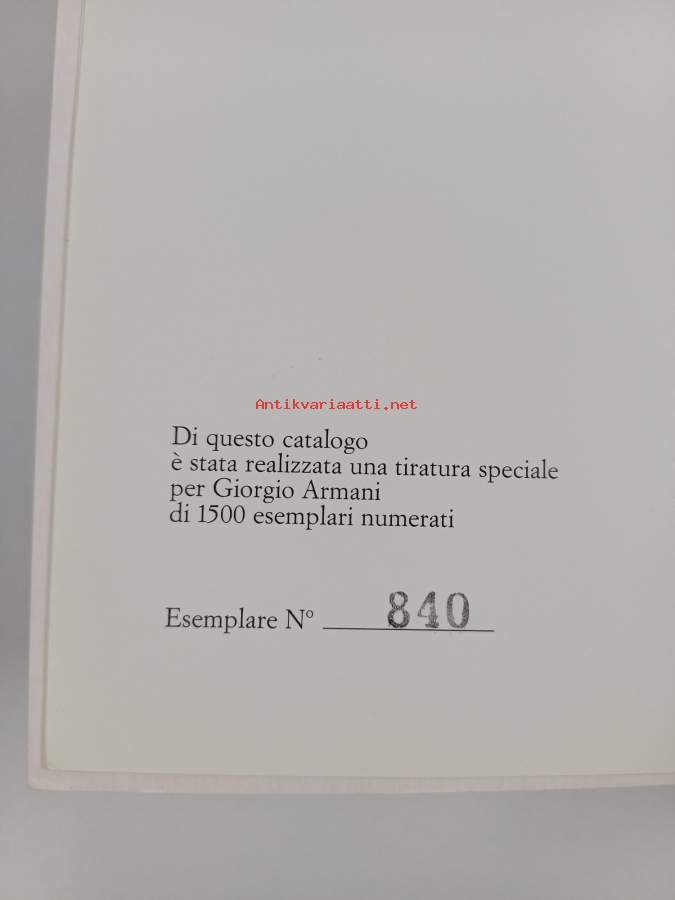 Antikvariaatti.net
Di questo catalogo
è stata realizzata una tiratura speciale
per Giorgio Armani
di 1500 esemplari numerati
Esemplare N° 840